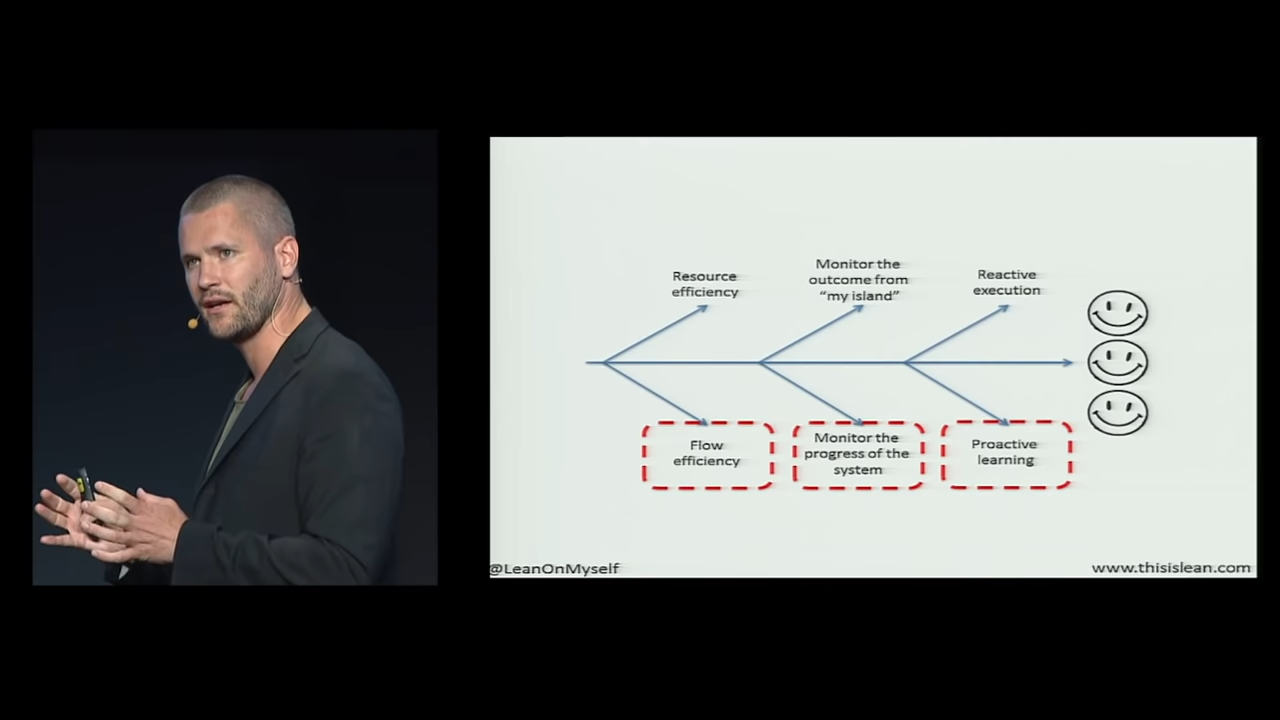 Resource
efficiency
Monitor the
outcome from
“my island”
Reactive
execution
Flow
efficiency
Monitor the
progress of the
system
Proactive
learning
@LeanOnMyself
www.thisislean.com